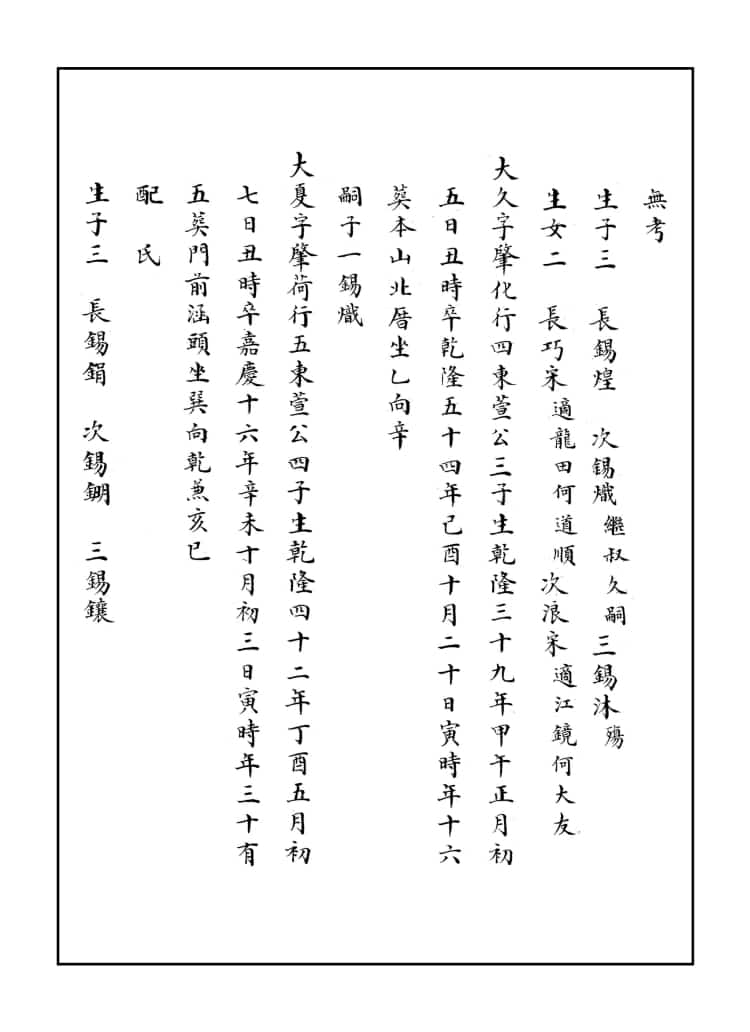 無考
生子三 長錫煌 次錫熾 繼叔久嗣 三錫沐 殤
生女二 長巧宋 適龍田何道順 次浪宋 適江鏡何大友
大久字肇化行四東萱公三子生乾隆三十九年甲午正月初
五日丑時卒乾隆五十四年己酉十月二十日寅時年十六
葬本山北厝坐乚向辛
嗣子一錫熾
大夏字肇荷行五東萱公四子生乾隆四十二年丁酉五月初
七日丑時卒嘉慶十六年辛未十月初三日寅時年三十有
五葬門前涵頭坐巽向乾兼亥已
配 氏
生子三 長錫鋗 次錫鎙 三錫鑲